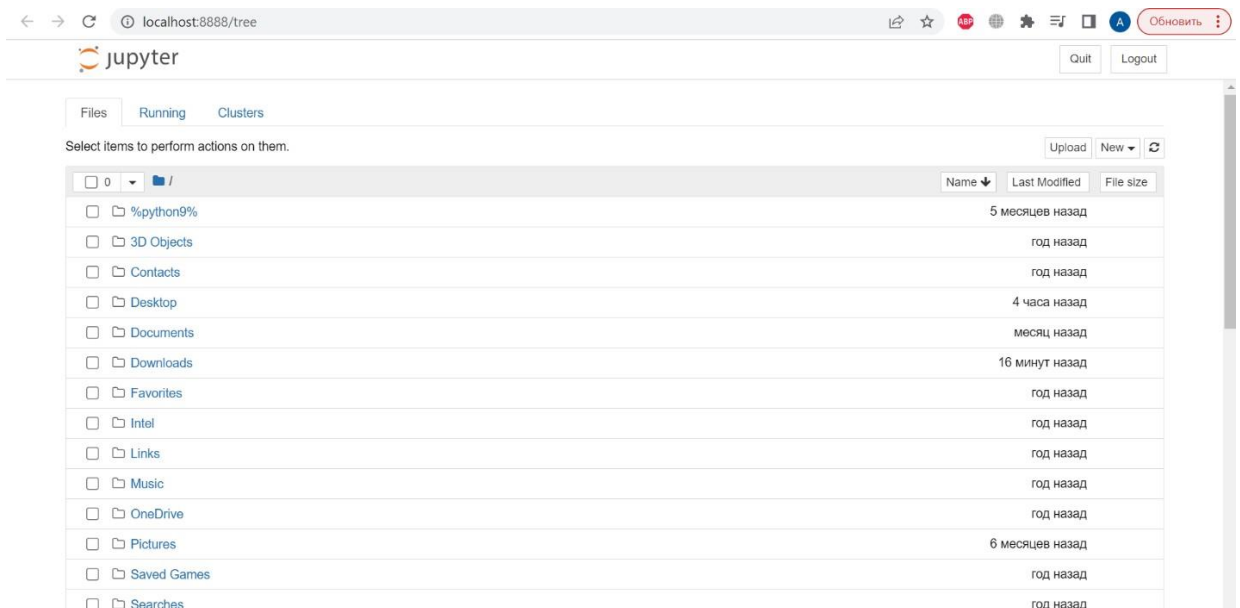 localhost:8888/tree
ABP
A
Обновить
jupyter
Quit Logout
Files Running Clusters
Select items to perform actions on them.
Upload New
0 /
Name Last Modified File size
%python9% 5 месяцев назад
3D Objects год назад
Contacts год назад
Desktop 4 часа назад
Documents месяц назад
Downloads 16 минут назад
Favorites год назад
Intel год назад
Links год назад
Music год назад
OneDrive год назад
Pictures 6 месяцев назад
Saved Games год назад
Searches год назад